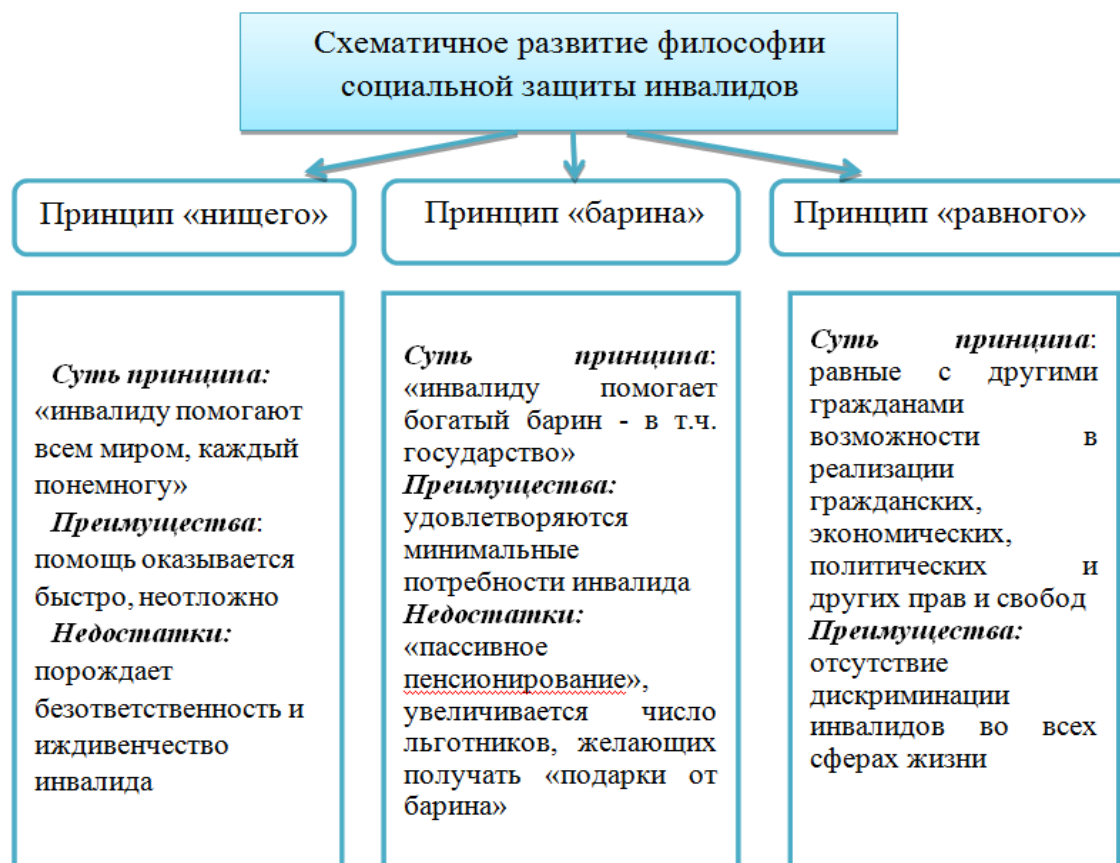 Схематичное развитие философии
социальной защиты инвалидов
Принцип «нищего»
Принцип «барина»
Принцип «равного»
Суть принципа:
«инвалиду помогают
всем миром, каждый
понемногу»
Преимущества:
помощь оказывается
быстро, неотложно
Недостатки:
порождает
безответственность и
иждивенчество
инвалида
Суть принципа:
«инвалиду помогает
богатый барин - в т.ч.
государство»
Преимущества:
удовлетворяются
минимальные
потребности инвалида
Недостатки:
«пассивное
пенсионирование»,
увеличивается число
льготников, желающих
получать «подарки от
барина»
Суть принципа:
равные с другими
гражданами
возможности в
реализации
гражданских,
экономических,
политических и
других прав и свобод
Преимущества:
отсутствие
дискриминации
инвалидов во всех
сферах жизни